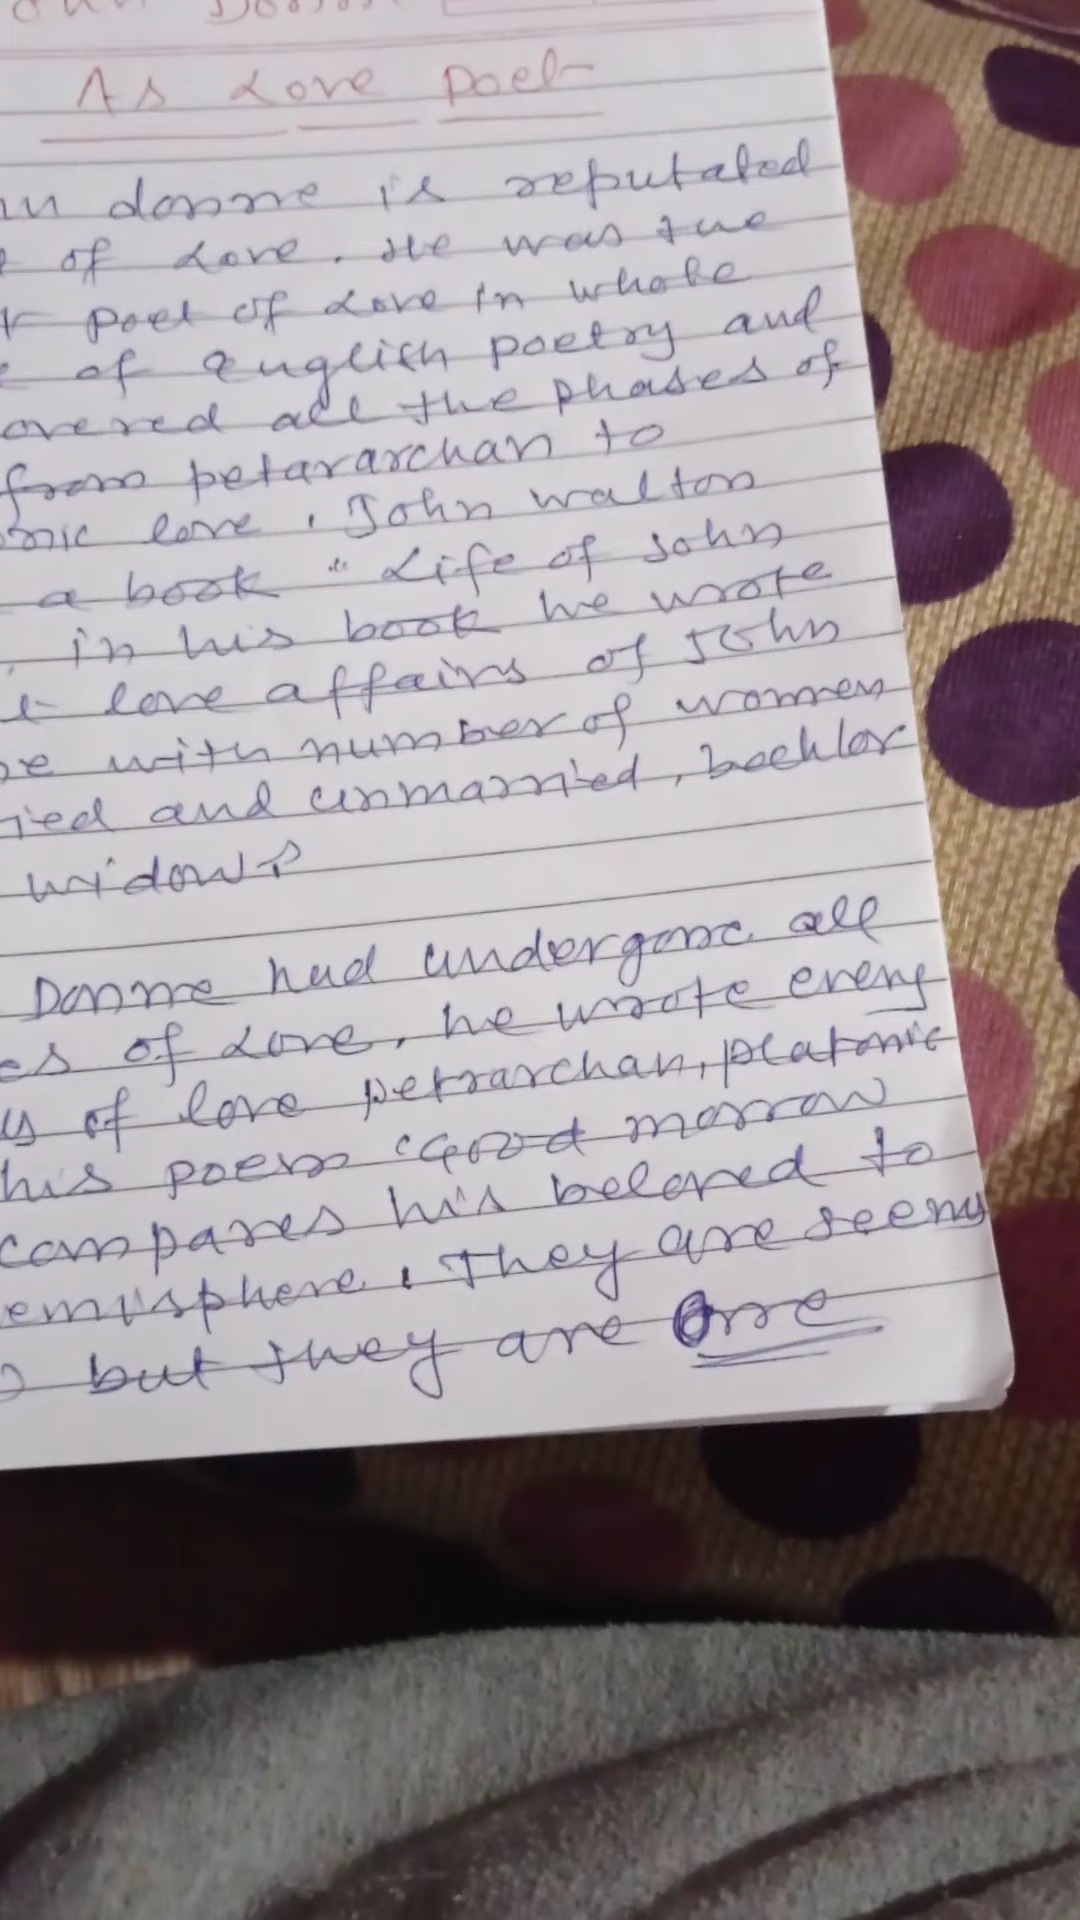 As Love Poet
donne is reputated
of Love. He was the
poet of Love in whole
of English poetry and
overed all the phases of
from petararchan to
onic love, John walton
a book "Life of John
in his book he wrote
love affairs of John
with number of women
ried and unmarried, bechlor
widows
Donne had undergone all
es of Love, he wrote every
of love petrarchan, platonic
his poem "Good morrow
compares his beloved to
emisphere. They are seems
but they are One